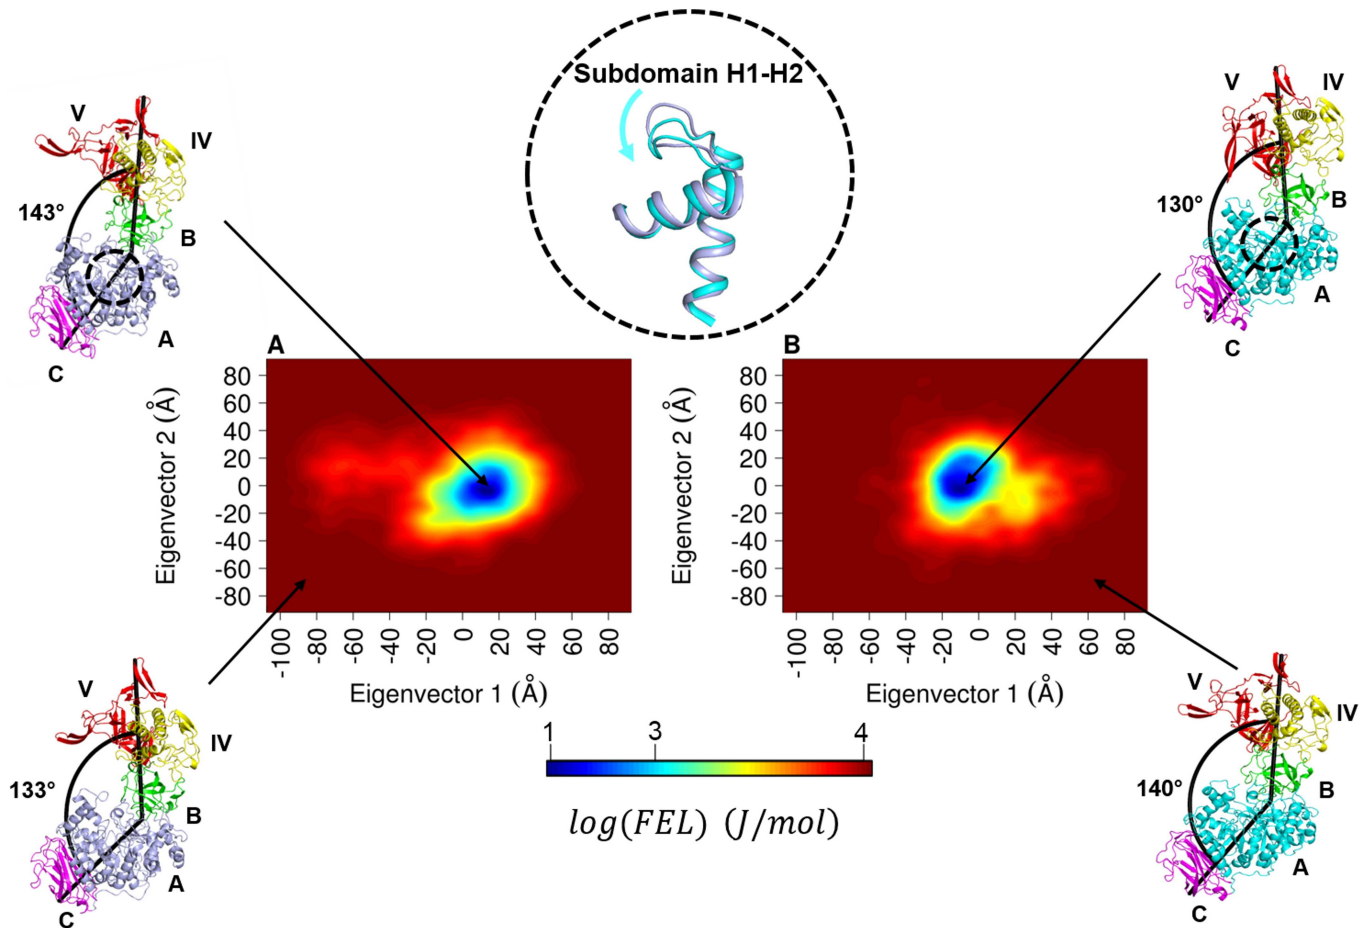 Subdomain H1-H2
V
IV
143°
B
A
C
V
IV
B
130°
A
C
A
Eigenvector 2 (Å)
80
60
40
20
0
-20
-40
-60
-80
-100
-80
-60
-40
-20
0
20
40
60
80
Eigenvector 1 (Å)
B
Eigenvector 2 (Å)
80
60
40
20
0
-20
-40
-60
-80
-100
-80
-60
-40
-20
0
20
40
60
80
Eigenvector 1 (Å)
V
IV
133°
B
A
C
1 3 4
log(FEL) (J/mol)
V
IV
140°
B
A
C